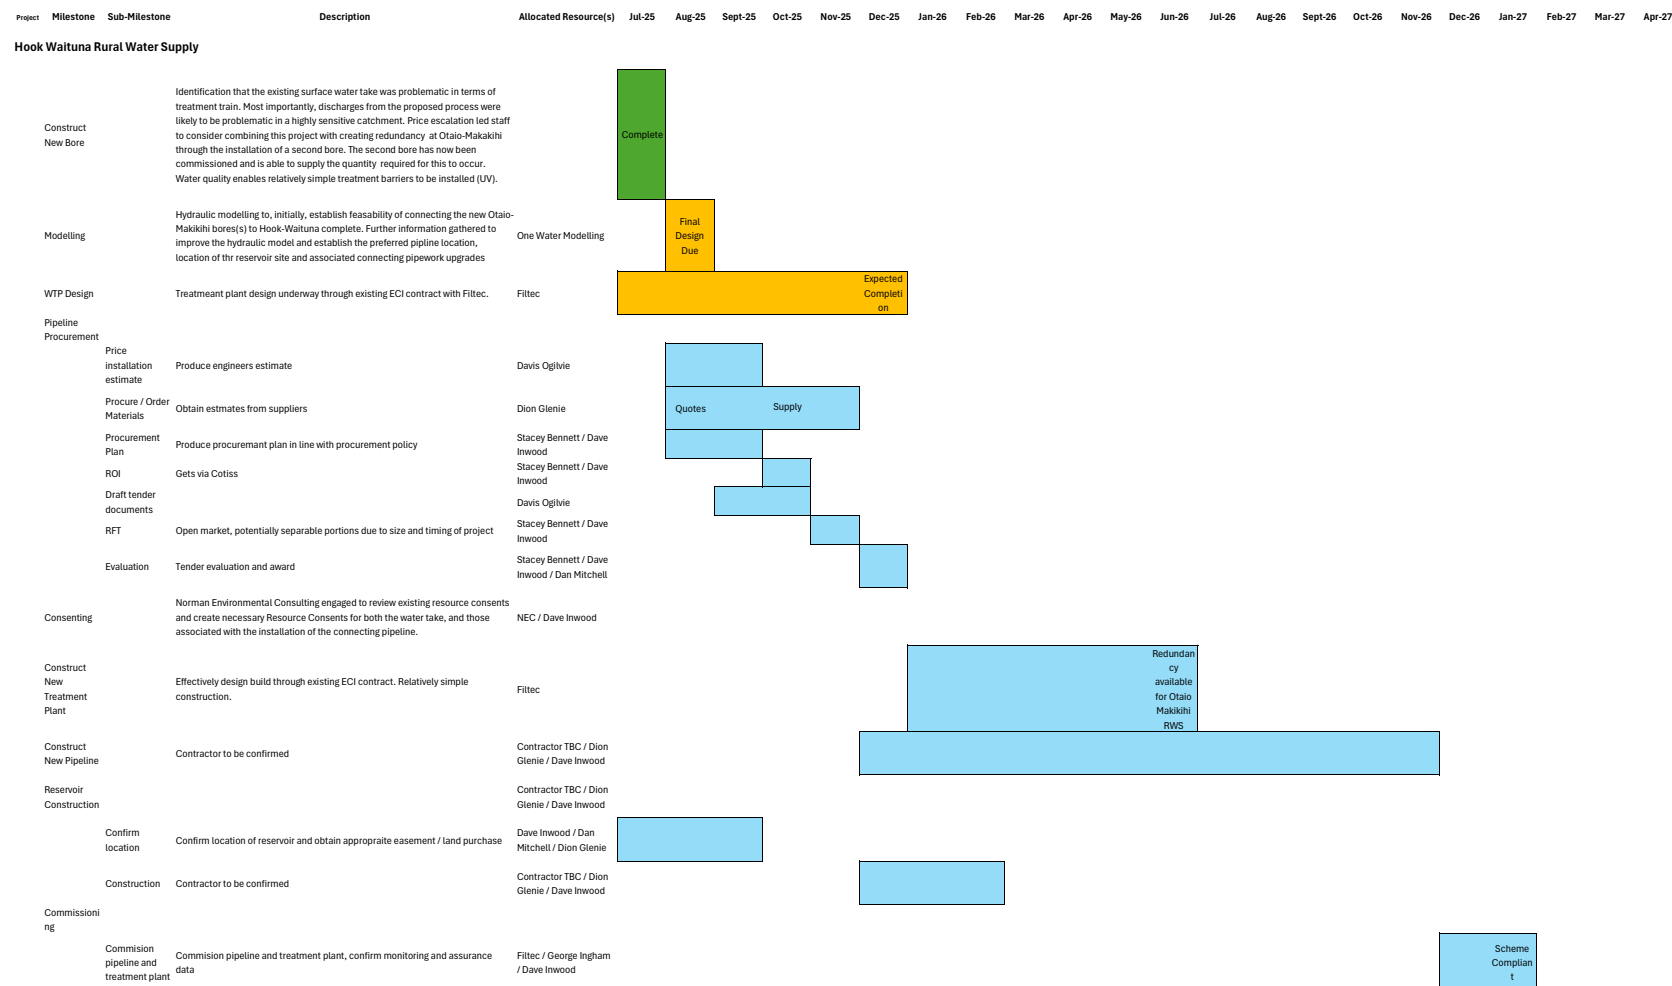 Project Milestone Sub-Milestone Description Allocated Resource(s) Jul-25 Aug-25 Sept-25 Oct-25 Nov-25 Dec-25 Jan-26 Feb-26 Mar-26 Apr-26 May-26 Jun-26 Jul-26 Aug-26 Sept-26 Oct-26 Nov-26 Dec-26 Jan-27 Feb-27 Mar-27 Apr-27
Hook Waituna Rural Water Supply
Construct
New Bore
Identification that the existing surface water take was problematic in terms of
treatment train. Most importantly, discharges from the proposed process were
likely to be problematic in a highly sensitive catchment. Price escalation led staff
to consider combining this project with creating redundancy at Otaio-Makakihi
through the installation of a second bore. The second bore has now been
commissioned and is able to supply the quantity required for this to occur.
Water quality enables relatively simple treatment barriers to be installed (UV).
Complete
Modelling
Hydraulic modelling to, initially, establish feasability of connecting the new Otaio-
Makikihi bores(s) to Hook-Waituna complete. Further information gathered to
improve the hydraulic model and establish the preferred pipline location,
location of thr reservoir site and associated connecting pipework upgrades
One Water Modelling
Final
Design
Due
WTP Design
Treatmeant plant design underway through existing ECI contract with Filtec.
Filtec
Expected
Completi
on
Pipeline
Procurement
Price
installation
estimate
Produce engineers estimate
Davis Ogilvie
Procure / Order
Materials
Obtain estmates from suppliers
Dion Glenie
Quotes
Supply
Procurement
Plan
Produce procuremant plan in line with procurement policy
Stacey Bennett / Dave
Inwood
ROI
Gets via Cotiss
Stacey Bennett / Dave
Inwood
Draft tender
documents
Davis Ogilvie
RFT
Open market, potentially separable portions due to size and timing of project
Stacey Bennett / Dave
Inwood
Evaluation
Tender evaluation and award
Stacey Bennett / Dave
Inwood / Dan Mitchell
Consenting
Norman Environmental Consulting engaged to review existing resource consents
and create necessary Resource Consents for both the water take, and those
associated with the installation of the connecting pipeline.
NEC / Dave Inwood
Construct
New
Treatment
Plant
Effectively design build through existing ECI contract. Relatively simple
construction.
Filtec
Redundan
cy
available
for Otaio
Makikihi
RWS
Construct
New Pipeline
Contractor to be confirmed
Contractor TBC / Dion
Glenie / Dave Inwood
Reservoir
Construction
Contractor TBC / Dion
Glenie / Dave Inwood
Confirm
location
Confirm location of reservoir and obtain appropraite easement / land purchase
Dave Inwood / Dan
Mitchell / Dion Glenie
Construction
Contractor to be confirmed
Contractor TBC / Dion
Glenie / Dave Inwood
Commissioni
ng
Commision
pipeline and
treatment plant
Commision pipeline and treatment plant, confirm monitoring and assurance
data
Filtec / George Ingham
/ Dave Inwood
Scheme
Complian
t